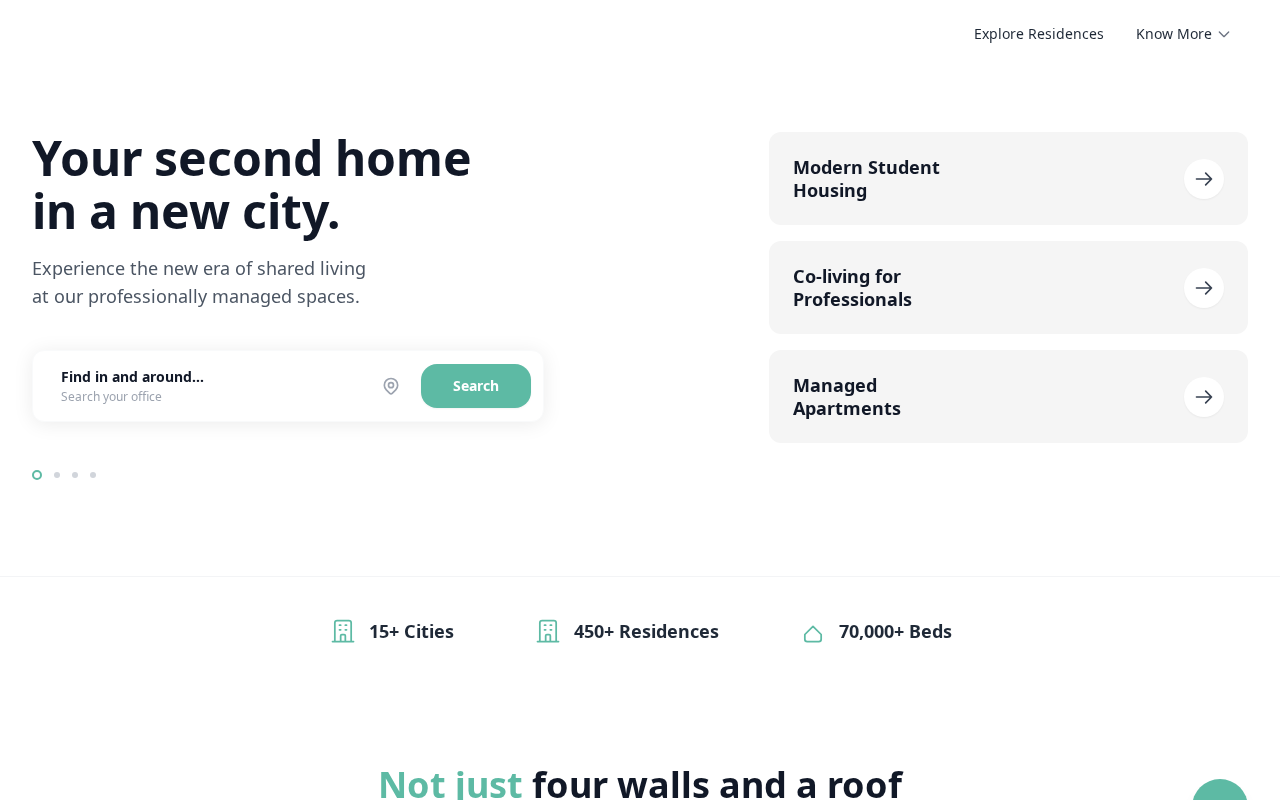 Explore Residences
Know More
Your second home
in a new city.
Experience the new era of shared living
at our professionally managed spaces.
Find in and around...
Search your office
Search
Modern Student
Housing
Co-living for
Professionals
Managed
Apartments
15+ Cities
450+ Residences
70,000+ Beds
Not just four walls and a roof